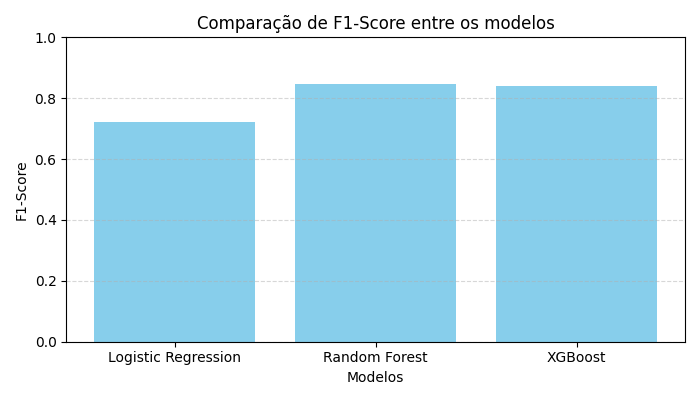 Comparação de F1-Score entre os modelos
1.0
0.8
0.6
0.4
0.2
0.0
F1-Score
Logistic Regression
Random Forest
XGBoost
Modelos